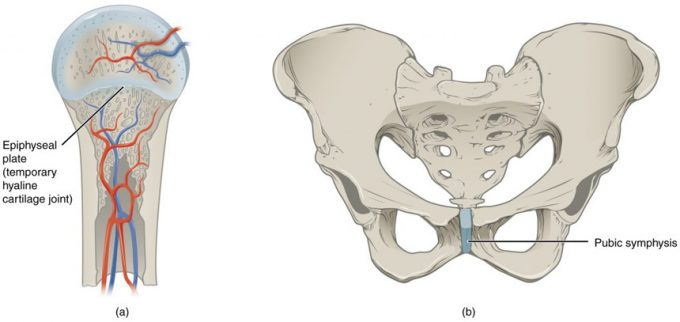 Epiphyseal
plate
(temporary
hyaline
cartilage joint)
Pubic symphysis
(a)
(b)